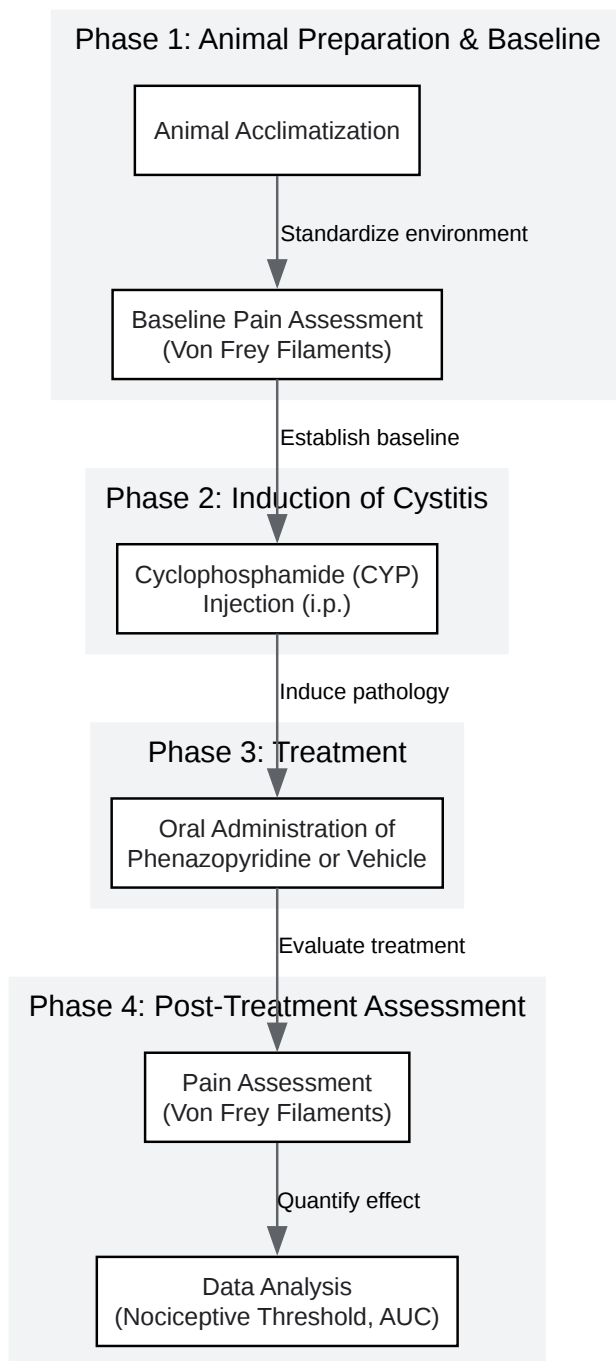 Phase 1: Animal Preparation & Baseline
Animal Acclimatization
Standardize environment
Baseline Pain Assessment
(Von Frey Filaments)
Establish baseline
Phase 2: Induction of Cystitis
Cyclophosphamide (CYP)
Injection (i.p.)
Induce pathology
Phase 3: Treatment
Oral Administration of
Phenazopyridine or Vehicle
Evaluate treatment
Phase 4: Post-Treatment Assessment
Pain Assessment
(Von Frey Filaments)
Quantify effect
Data Analysis
(Nociceptive Threshold, AUC)